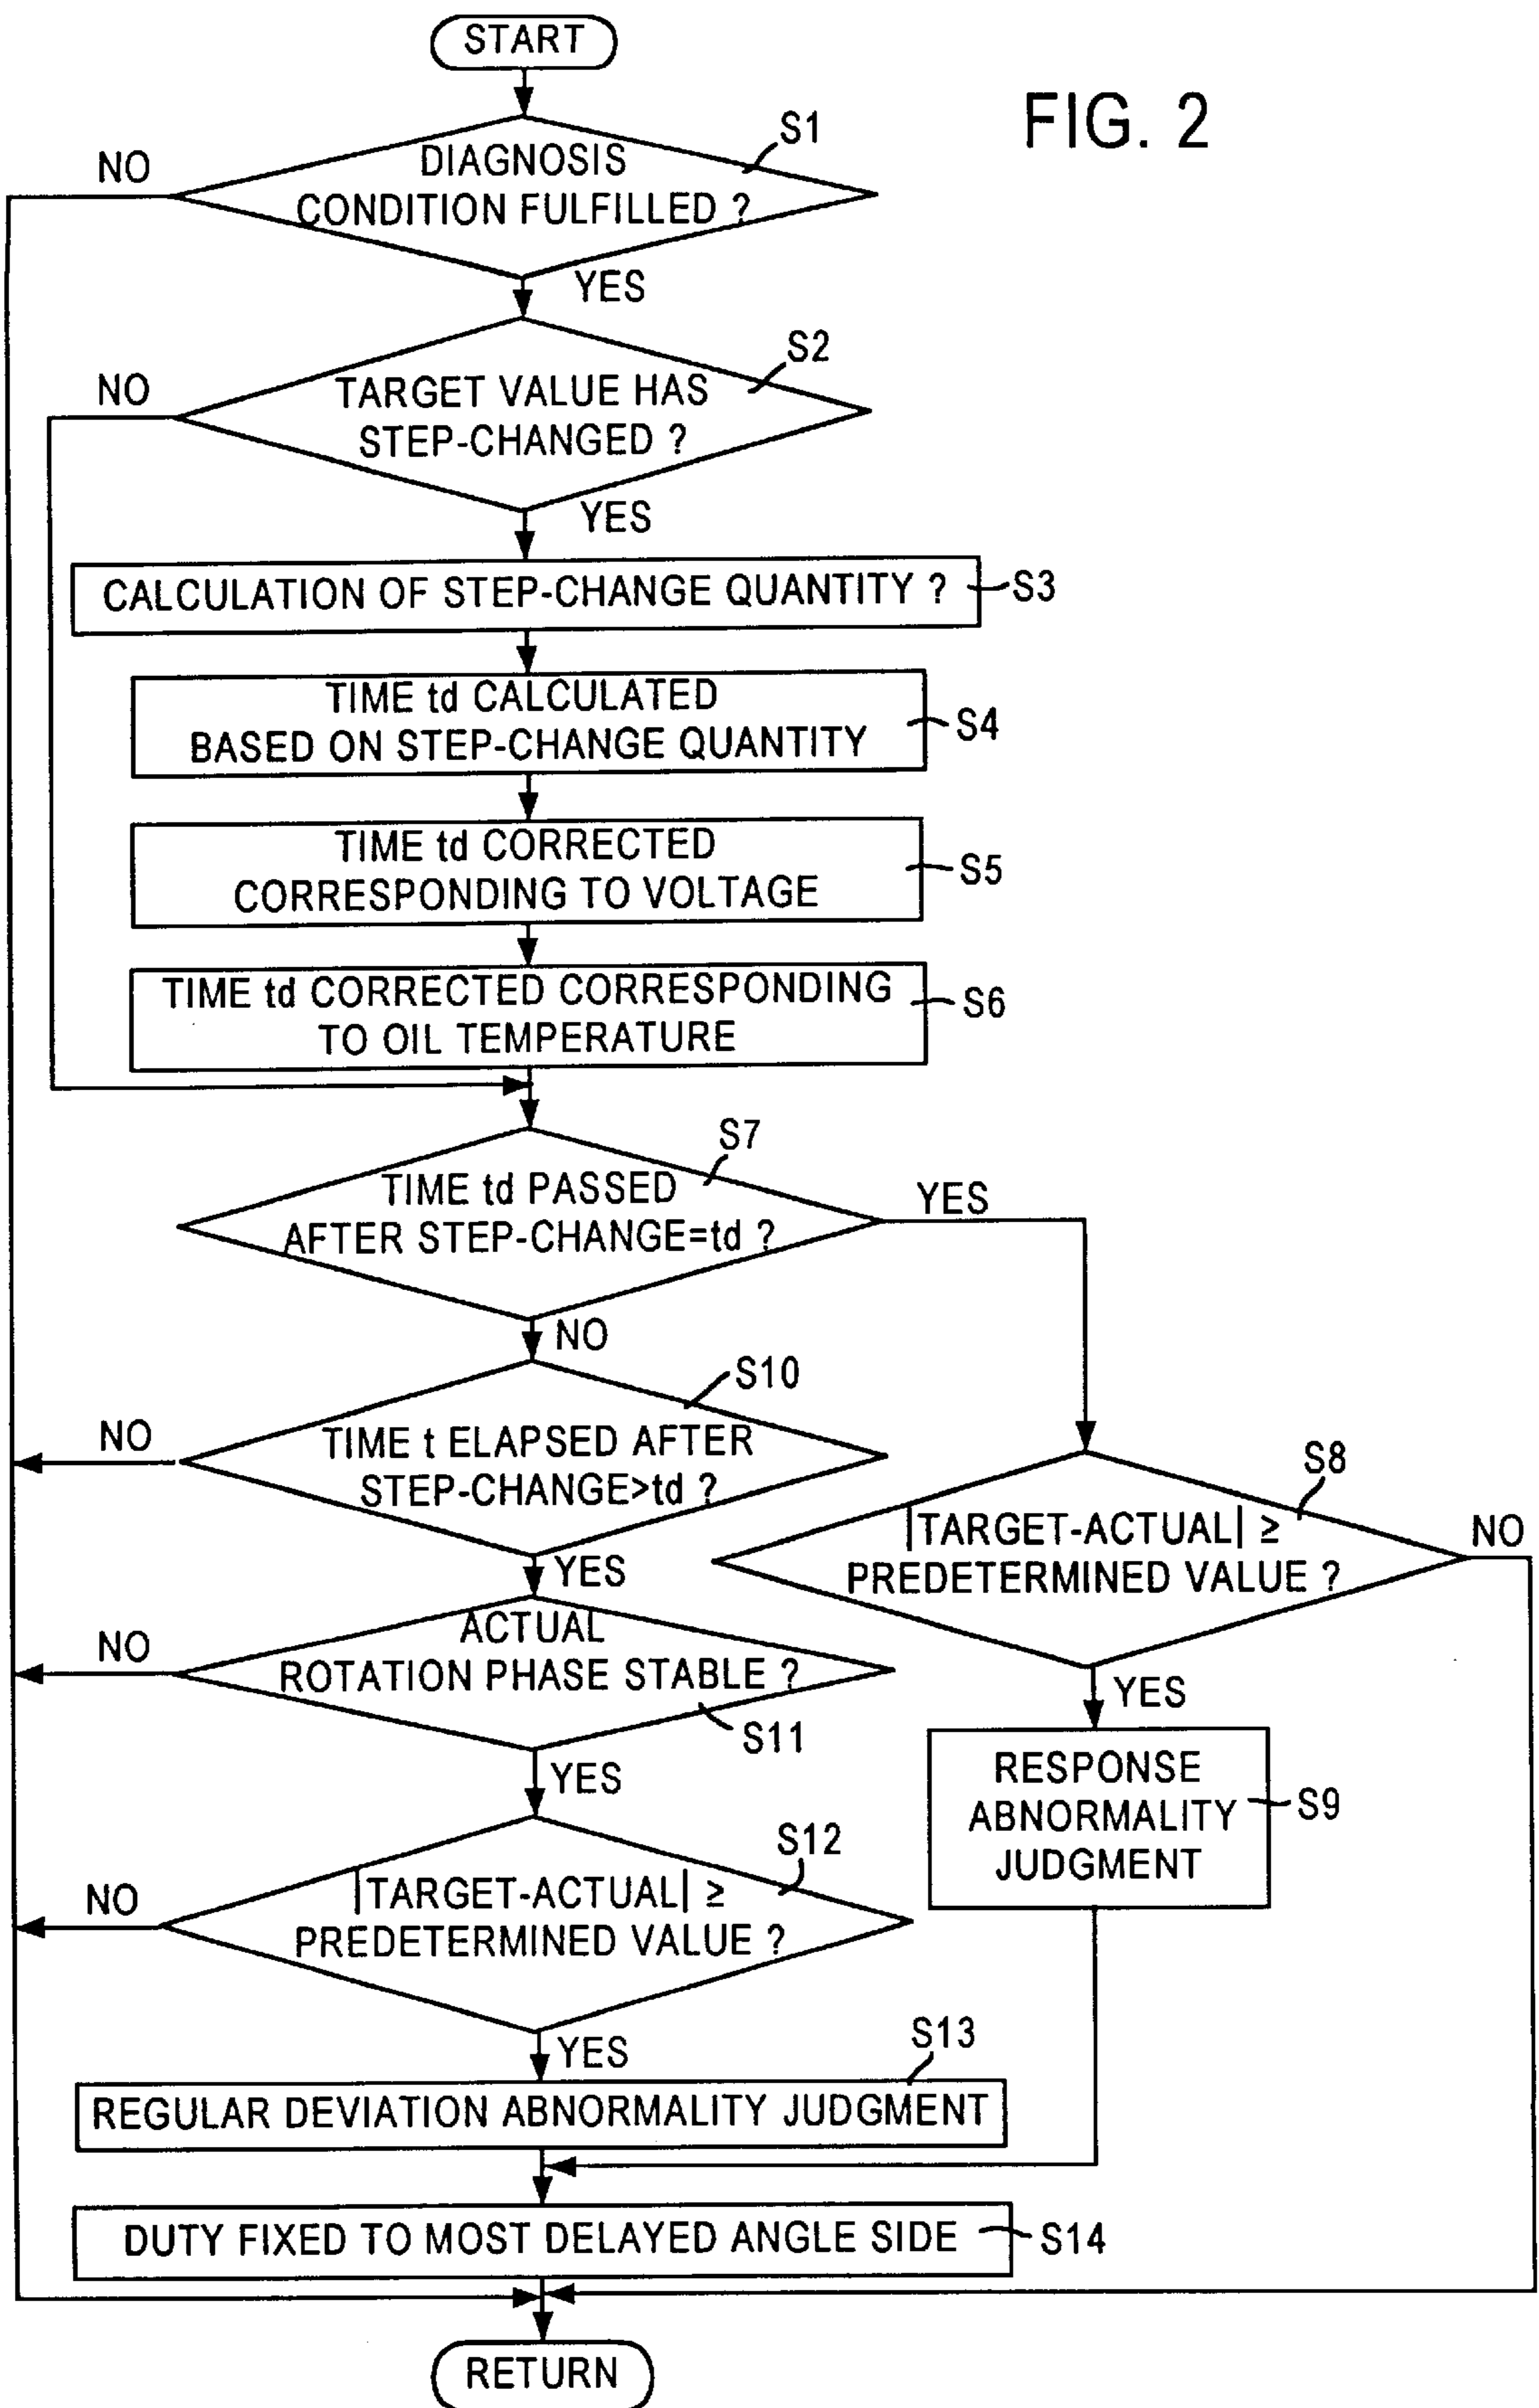 START
FIG. 2
S1
NO
DIAGNOSIS
CONDITION FULFILLED ?
YES
S2
NO
TARGET VALUE HAS
STEP-CHANGED ?
YES
CALCULATION OF STEP-CHANGE QUANTITY ?
S3
TIME td CALCULATED
BASED ON STEP-CHANGE QUANTITY
S4
TIME td CORRECTED
CORRESPONDING TO VOLTAGE
S5
TIME td CORRECTED CORRESPONDING
TO OIL TEMPERATURE
S6
S7
TIME td PASSED
AFTER STEP-CHANGE=td ?
YES
NO
S10
NO
TIME t ELAPSED AFTER
STEP-CHANGE>td ?
YES
S8
|TARGET-ACTUAL| ≥
PREDETERMINED VALUE ?
NO
YES
ACTUAL
ROTATION PHASE STABLE ?
NO
S11
YES
RESPONSE
ABNORMALITY
JUDGMENT
S9
S12
NO
|TARGET-ACTUAL| ≥
PREDETERMINED VALUE ?
YES
S13
REGULAR DEVIATION ABNORMALITY JUDGMENT
DUTY FIXED TO MOST DELAYED ANGLE SIDE
S14
RETURN